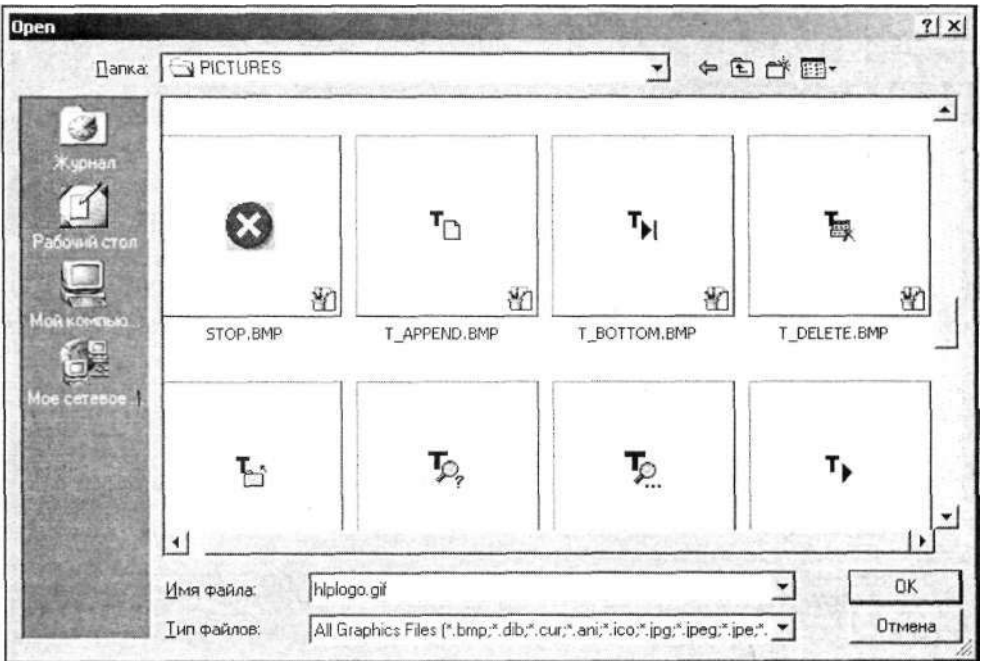 Open
Папка: PICTURES
Журнал
Рабочий стол
Мой компью...
Мое сетевое ...
STOP.BMP T_APPEND.BMP T_BOTTOM.BMP T_DELETE.BMP
Имя файла: hlplogo.gif OK
Тип файлов: All Graphics Files (*.bmp;*.dib;*.cur;*.ani;*.ico;*.jpg;*.jpeg;*.jpe;*. Отмена